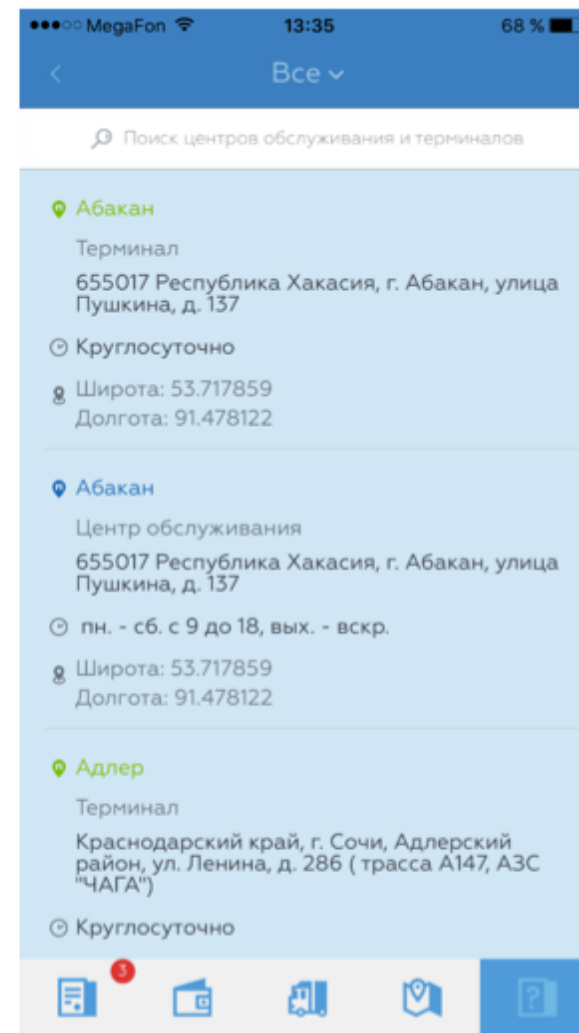 MegaFon 13:35 68 %
Все
Поиск центров обслуживания и терминалов
Абакан
Терминал
655017 Республика Хакасия, г. Абакан, улица
Пушкина, д. 137
Круглосуточно
Широта: 53.717859
Долгота: 91.478122
Абакан
Центр обслуживания
655017 Республика Хакасия, г. Абакан, улица
Пушкина, д. 137
пн. - сб. с 9 до 18, вых. - вскр.
Широта: 53.717859
Долгота: 91.478122
Адлер
Терминал
Краснодарский край, г. Сочи, Адлерский
район, ул. Ленина, д. 286 ( трасса А147, АЗС
"ЧАГА")
Круглосуточно
3
?